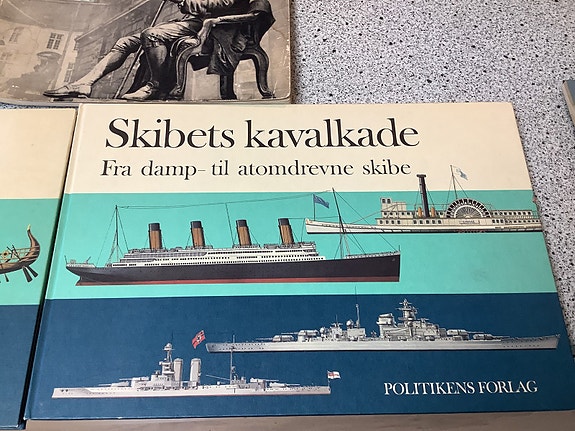 Skibets kavalkade
Fra damp- til atomdrevne skibe
POLITIKENS FORLAG